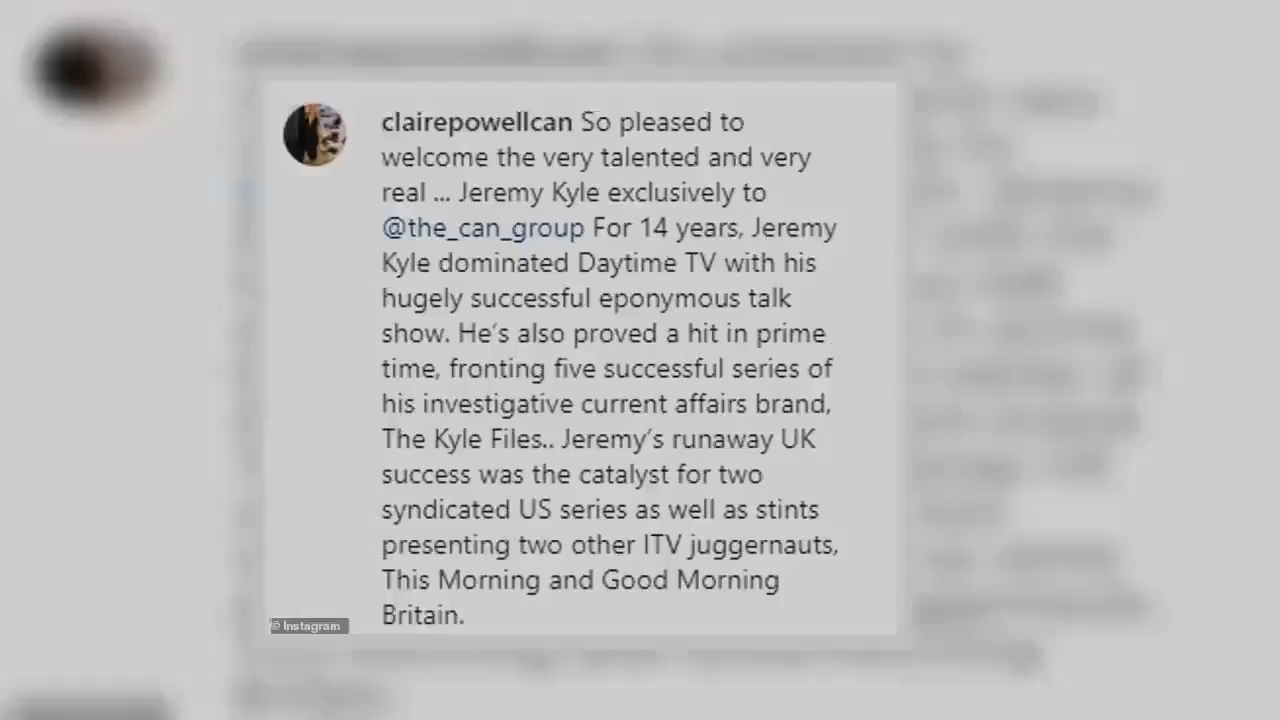 clairepowellcan So pleased to
welcome the very talented and very
real ... Jeremy Kyle exclusively to
@the_can_group For 14 years, Jeremy
Kyle dominated Daytime TV with his
hugely successful eponymous talk
show. He’s also proved a hit in prime
time, fronting five successful series of
his investigative current affairs brand,
The Kyle Files.. Jeremy’s runaway UK
success was the catalyst for two
syndicated US series as well as stints
presenting two other ITV juggernauts,
This Morning and Good Morning
Britain.
© Instagram